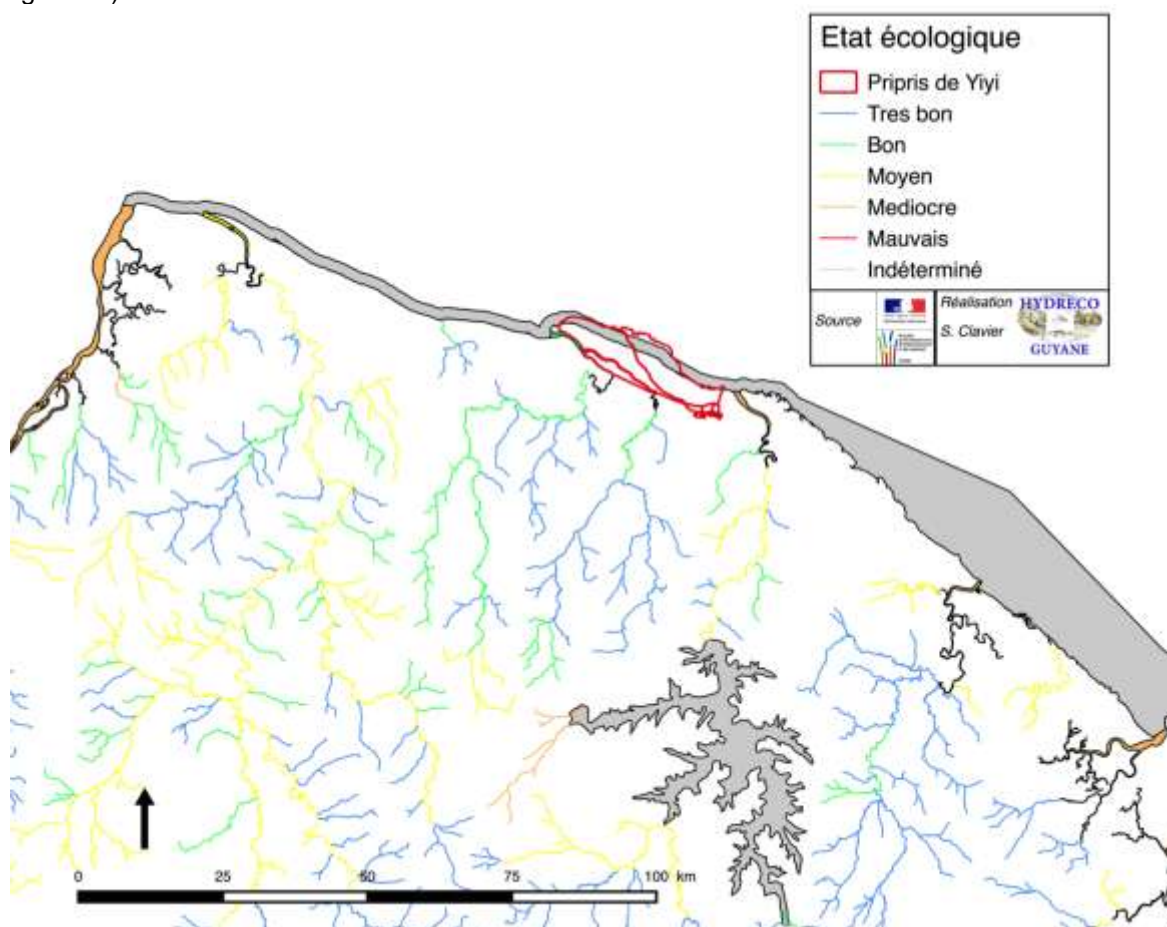 Etat écologique
Pripris de Yiyi
Tres bon
Bon
Moyen
Mediocre
Mauvais
Indéterminé
Source
Réalisation
S. Clavier
HYDRECO
GUYANE
0 25 50 75 100 km